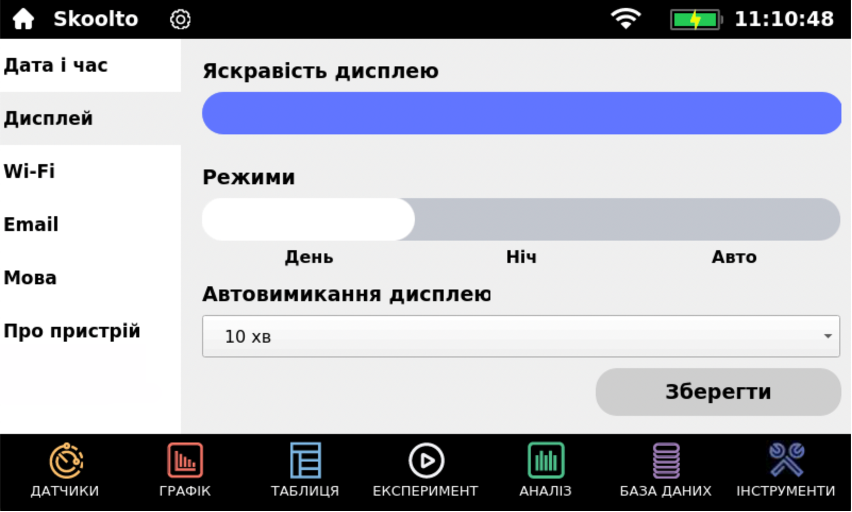 Skoolto
11:10:48
Дата і час
Дисплей
Wi-Fi
Email
Мова
Про пристрій
Яскравість дисплею
Режими
День Ніч Авто
Автовимикання дисплею
10 хв
Зберегти
ДАТЧИКИ ГРАФІК ТАБЛИЦЯ ЕКСПЕРИМЕНТ АНАЛІЗ БАЗА ДАНИХ ІНСТРУМЕНТИ